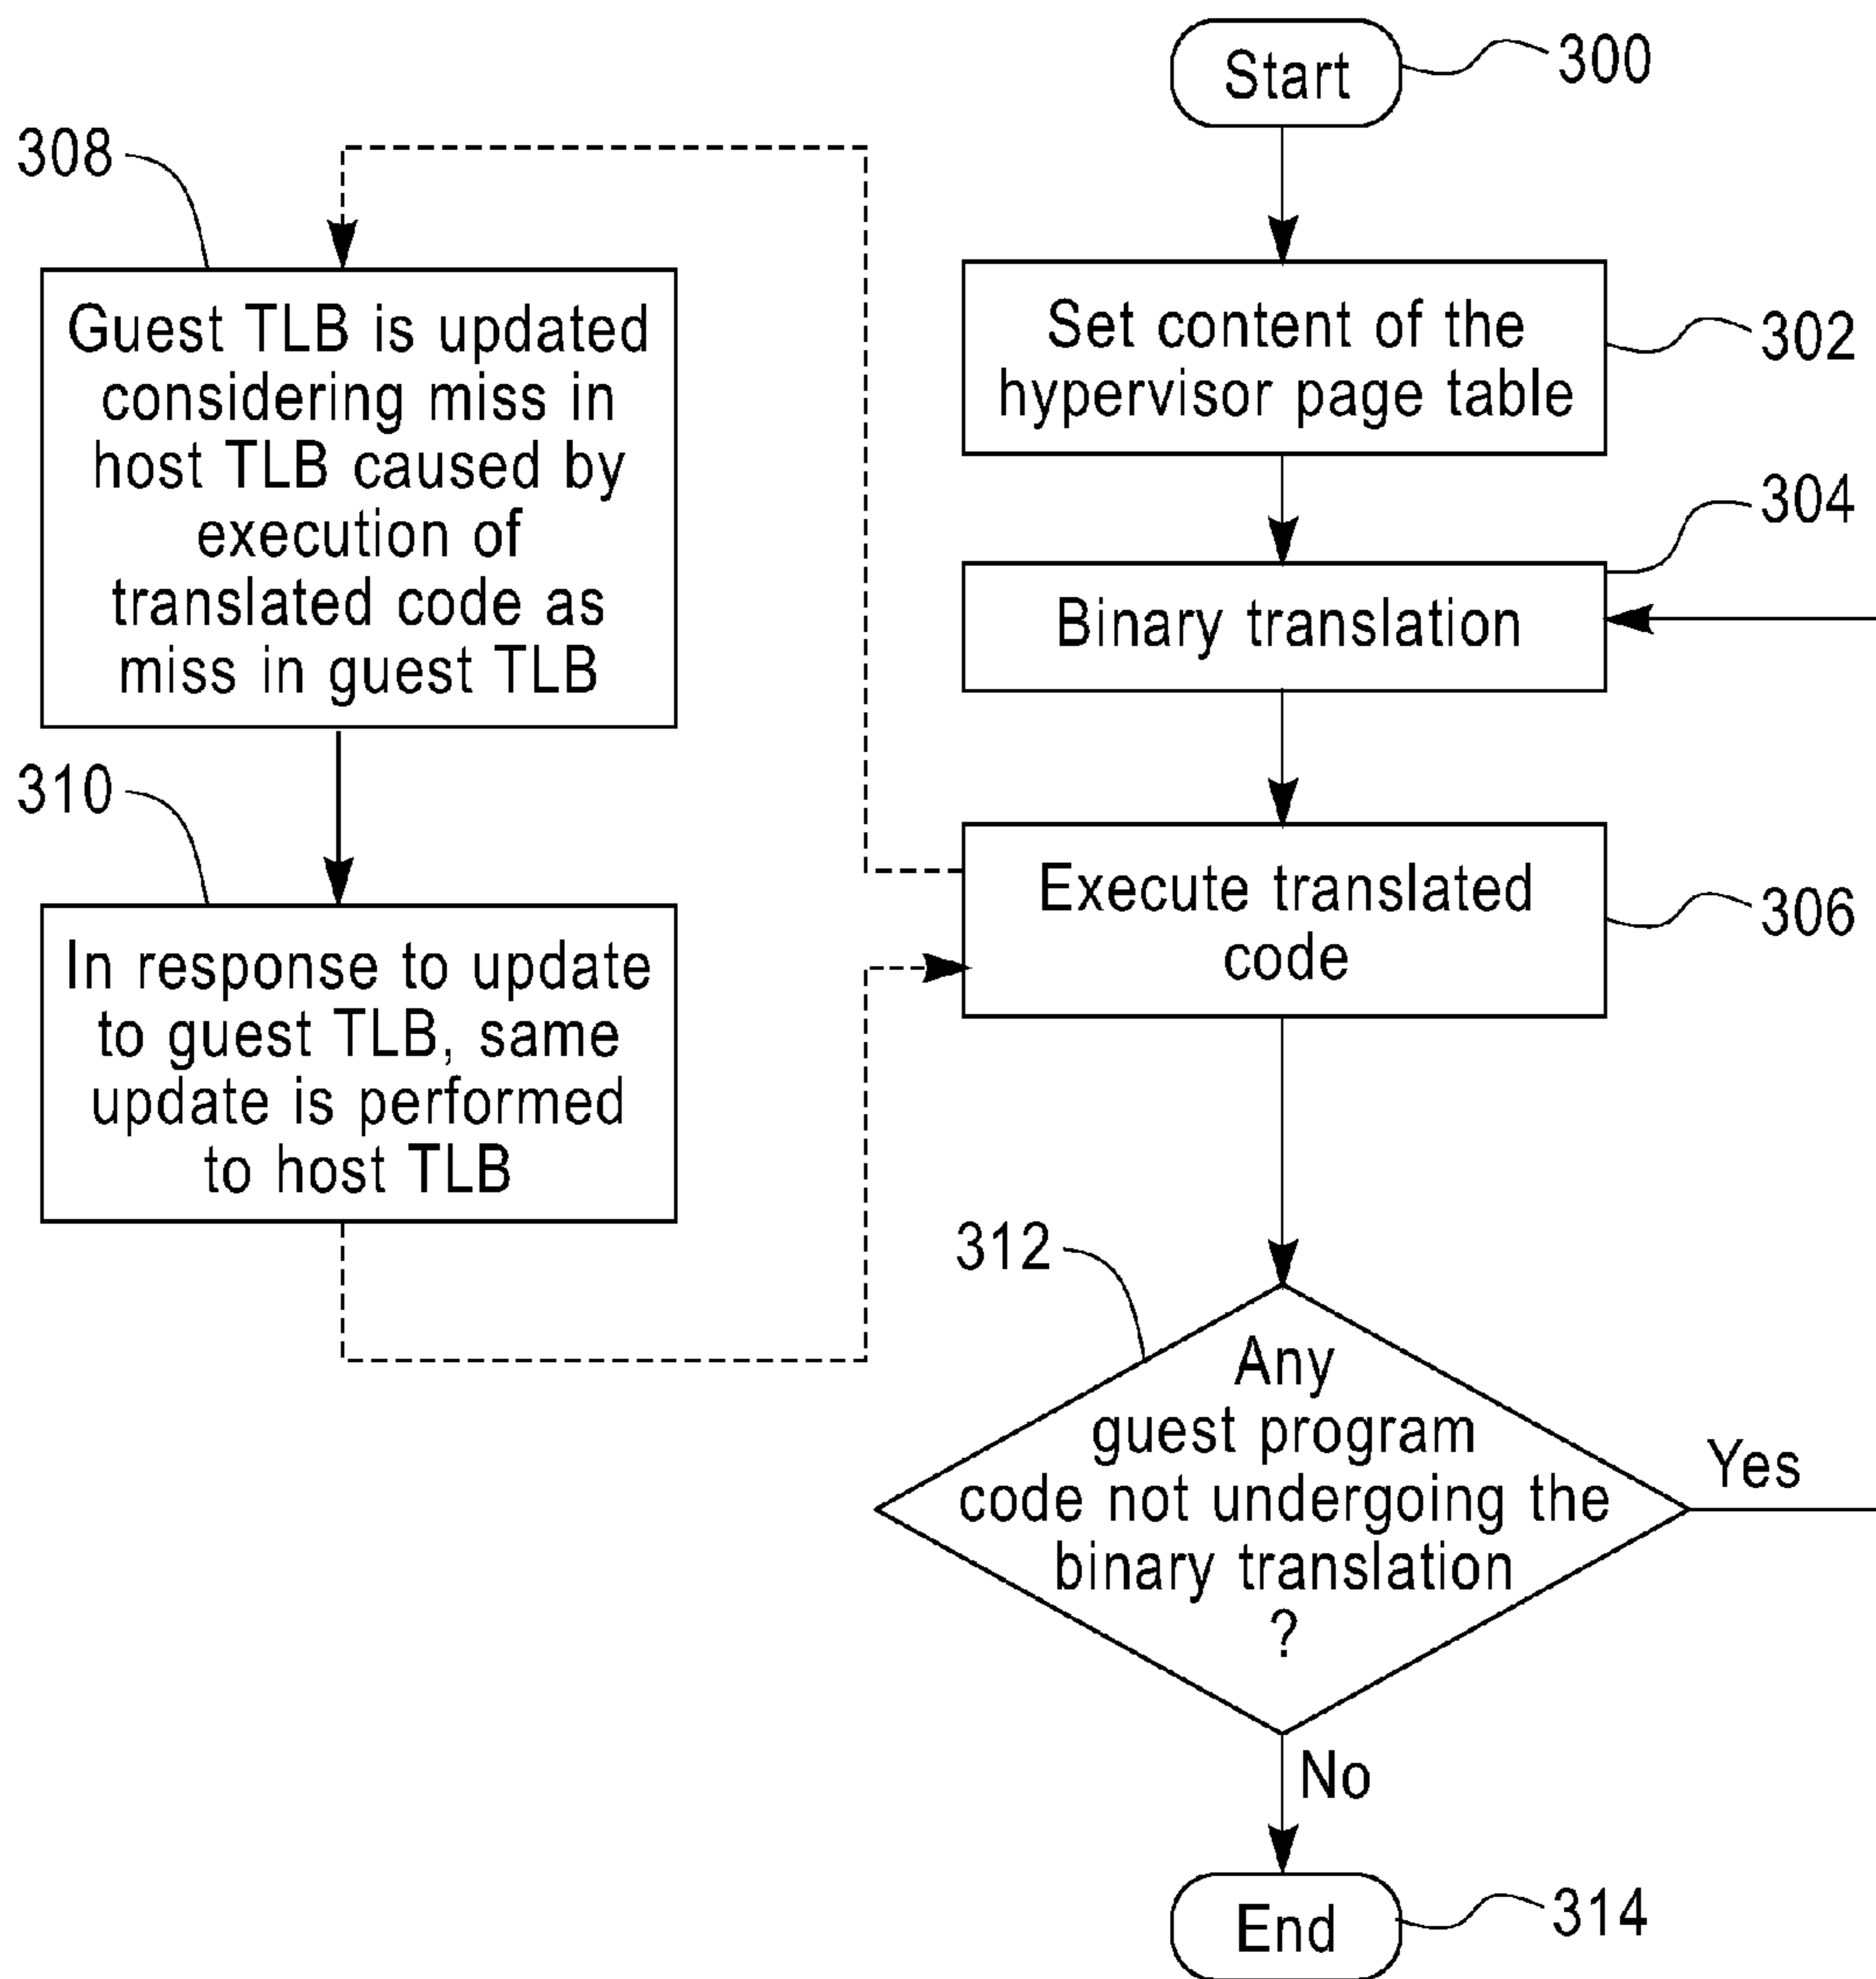 Start
300
308
Set content of the
hypervisor page table
302
Guest TLB is updated
considering miss in
host TLB caused by
execution of
translated code as
miss in guest TLB
304
Binary translation
310
Execute translated
code
306
In response to update
to guest TLB, same
update is performed
to host TLB
312
Any
guest program
code not undergoing the
binary translation
?
Yes
No
End
314